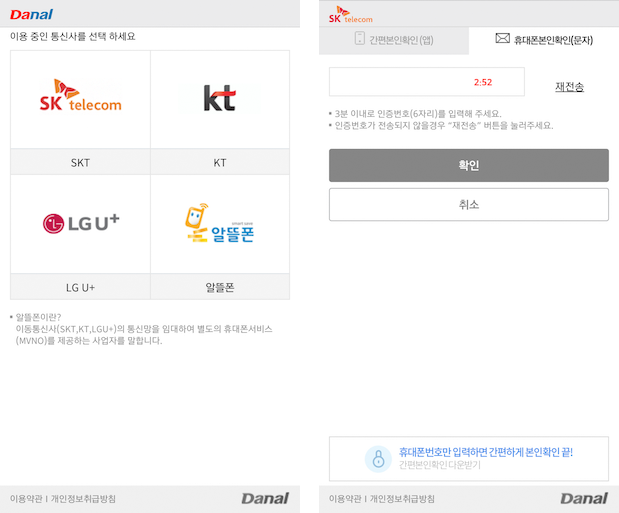 Danal
이용 중인 통신사를 선택 하세요
SK telecom
kt
SKT
KT
LG U+
smart save
알뜰폰
LG U+
알뜰폰
• 알뜰폰이란?
이동통신사(SKT,KT,LGU+)의 통신망을 임대하여 별도의 휴대폰서비스
(MVNO)를 제공하는 사업자를 말합니다.
이용약관 I 개인정보취급방침
Danal
SK telecom
간편본인확인 (앱)
휴대폰본인확인(문자)
2:52
재전송
• 3분 이내로 인증번호(6자리)를 입력해 주세요.
• 인증번호가 전송되지 않을경우 "재전송" 버튼을 눌러주세요.
확인
취소
휴대폰번호만 입력하면 간편하게 본인확인 끝!
간편본인확인 다운받기
이용약관 I 개인정보취급방침
Danal